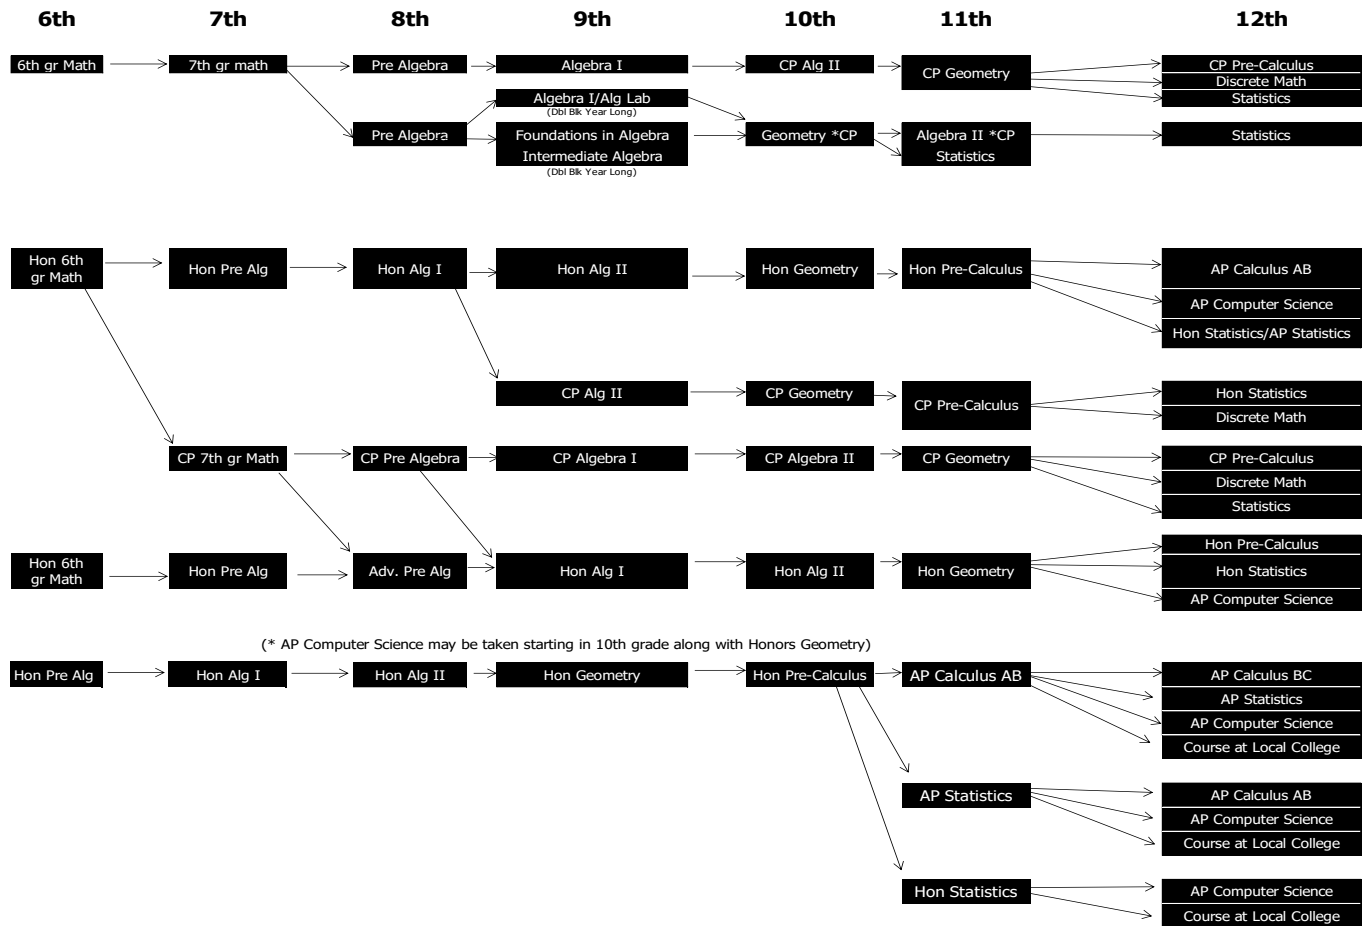 6th 7th 8th 9th 10th 11th 12th
6th gr Math 7th gr math Pre Algebra Algebra I CP Alg II CP Geometry CP Pre-Calculus
Discrete Math
Statistics
Algebra I/Alg Lab
(Dbl Blk Year Long)
Pre Algebra Foundations in Algebra Geometry *CP Algebra II *CP Statistics
Intermediate Algebra Statistics
(Dbl Blk Year Long)
Hon 6th
gr Math
Hon Pre Alg Hon Alg I Hon Alg II Hon Geometry Hon Pre-Calculus AP Calculus AB
AP Computer Science
Hon Statistics/AP Statistics
CP Alg II CP Geometry CP Pre-Calculus Hon Statistics
Discrete Math
CP 7th gr Math CP Pre Algebra CP Algebra I CP Algebra II CP Geometry CP Pre-Calculus
Discrete Math
Statistics
Hon 6th
gr Math
Hon Pre Alg Adv. Pre Alg Hon Alg I Hon Alg II Hon Geometry Hon Pre-Calculus
Hon Statistics
AP Computer Science
(* AP Computer Science may be taken starting in 10th grade along with Honors Geometry)
Hon Pre Alg Hon Alg I Hon Alg II Hon Geometry Hon Pre-Calculus AP Calculus AB AP Calculus BC
AP Statistics
AP Computer Science
Course at Local College
AP Statistics AP Calculus AB
AP Computer Science
Course at Local College
Hon Statistics AP Computer Science
Course at Local College